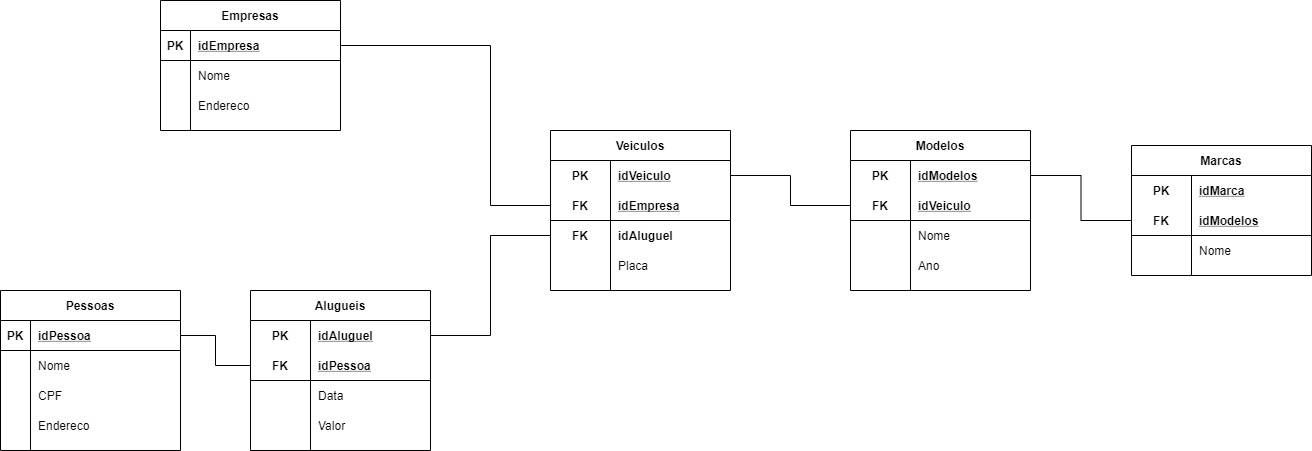 Empresas
PK idEmpresa
Nome
Endereco
Veiculos
PK idVeiculo
FK idEmpresa
FK idAluguel
Placa
Modelos
PK idModelos
FK idVeiculo
Nome
Ano
Marcas
PK idMarca
FK idModelos
Nome
Pessoas
PK idPessoa
Nome
CPF
Endereco
Alugueis
PK idAluguel
FK idPessoa
Data
Valor